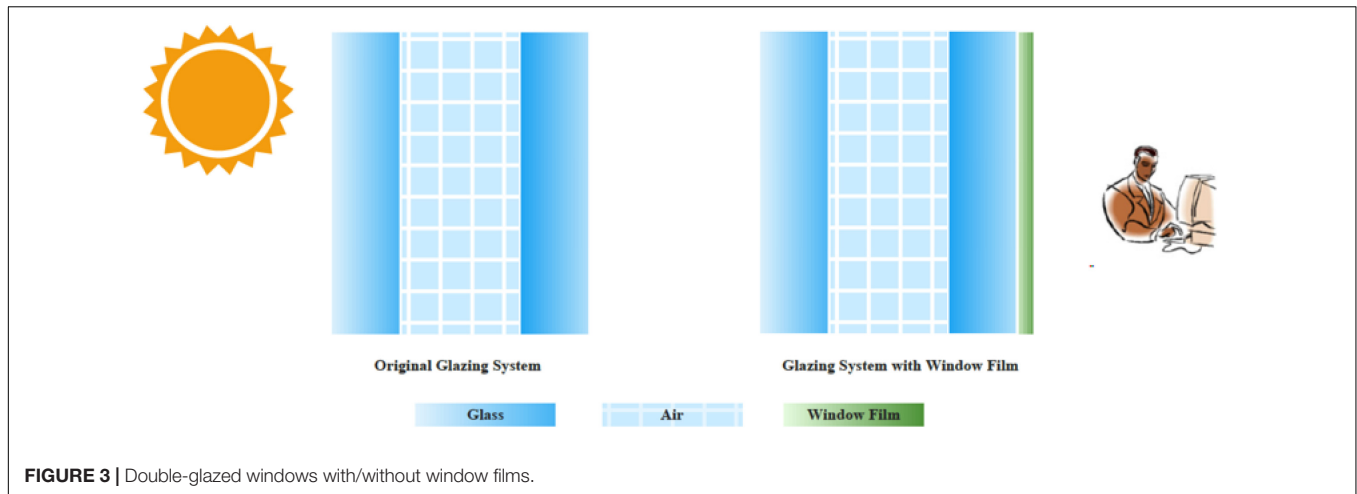 Original Glazing System
Glazing System with Window Film
Glass
Air
Window Film
FIGURE 3 | Double-glazed windows with/without window films.